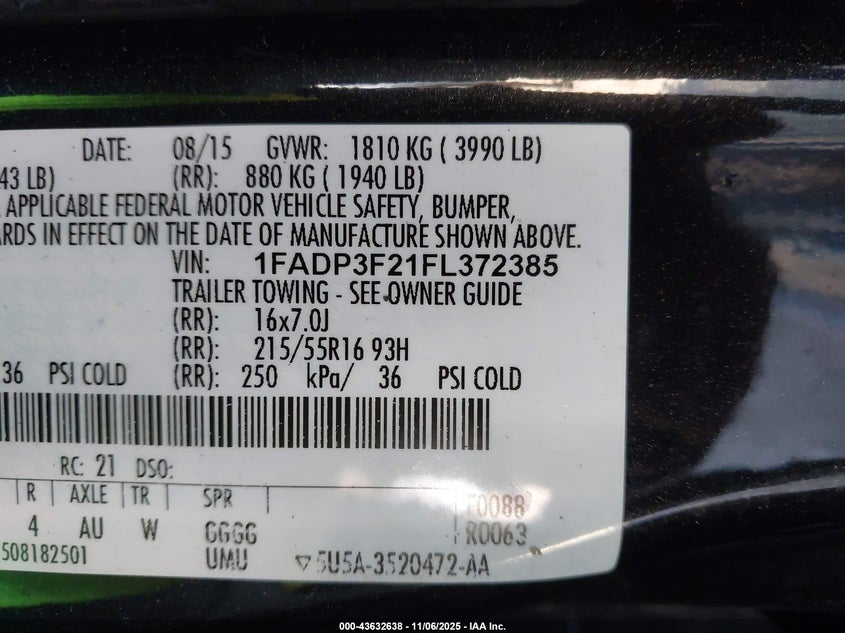 DATE: 08/15 GVWR: 1810 KG ( 3990 LB)
43 LB) (RR): 880 KG ( 1940 LB)
APPLICABLE FEDERAL MOTOR VEHICLE SAFETY, BUMPER,
ARDS IN EFFECT ON THE DATE OF MANUFACTURE SHOWN ABOVE.
VIN: 1FADP3F21FL372385
TRAILER TOWING - SEE OWNER GUIDE
(RR): 16x7.0J
(RR): 215/55R16 93H
36 PSI COLD (RR): 250 kPa/ 36 PSI COLD
RC: 21 DSO:
R AXLE TR SPR F0088
4 AU W GGGG R0063
508182501 UMU ▽5U5A-3520472-AA
000-43632638 - 11/06/2025 - IAA Inc.